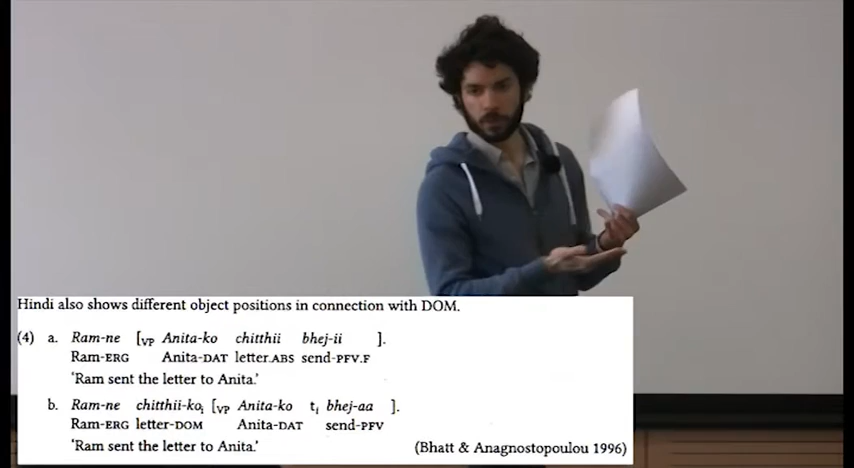 Hindi also shows different object positions in connection with DOM.
(4) a. Ram-ne [VP Anita-ko chitthii bhej-ii ].
Ram-ERG Anita-DAT letter.ABS send-PFV.F
'Ram sent the letter to Anita.'
b. Ram-ne chitthii-koi [VP Anita-ko ti bhej-aa ].
Ram-ERG letter-DOM Anita-DAT send-PFV
'Ram sent the letter to Anita.' (Bhatt & Anagnostopoulou 1996)